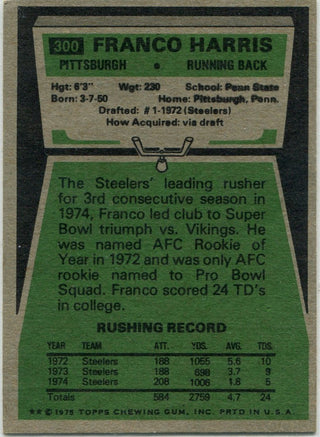 300 FRANCO HARRIS
PITTSBURGH • RUNNING BACK
Hgt: 6'3" Wgt: 230 School: Penn State
Born: 3-7-50 Home: Pittsburgh, Penn.
Drafted: #1-1972 (Steelers)
How Acquired: via draft
The Steelers' leading rusher
for 3rd consecutive season in
1974, Franco led club to Super
Bowl triumph vs. Vikings. He
was named AFC Rookie of
Year in 1972 and was only AFC
rookie named to Pro Bowl
Squad. Franco scored 24 TD's
in college.
RUSHING RECORD
YEAR TEAM ATT. YDS. AVG. TDS.
1972 Steelers 188 1055 5.6 10
1973 Steelers 188 698 3.7 9
1974 Steelers 208 1006 1.8 5
Totals 584 2759 4.7 24
** © 1975 TOPPS CHEWING GUM, INC. PRTD IN U.S.A.